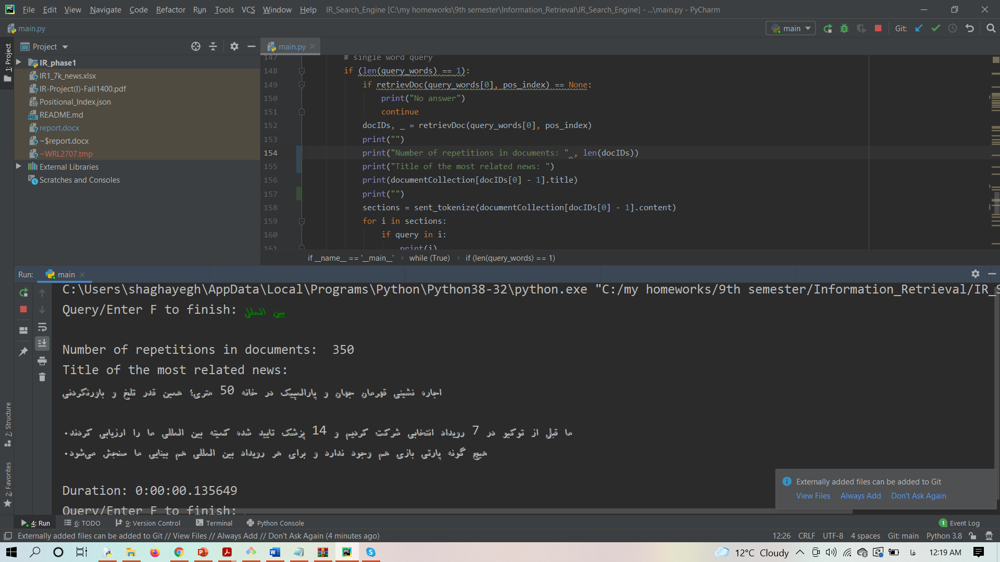 File Edit View Navigate Code Refactor Run Tools VCS Window Help IR_Search_Engine [C:\my homeworks\9th semester\Information_Retrieval\IR_Search_Engine] - ...\main.py - PyCharm
main.py
main
Git:
1: Project
Project
main.py
IR_phase1
IR1_7k_news.xlsx
IR-Project(I)-Fall1400.pdf
Positional_Index.json
README.md
report.docx
~$report.docx
~WRL2707.tmp
External Libraries
Scratches and Consoles
147 # single word query
148 if (len(query_words) == 1):
149 if retrievDoc(query_words[0], pos_index) == None:
150 print("No answer")
151 continue
152 docIDs, _ = retrievDoc(query_words[0], pos_index)
153 print("")
154 print("Number of repetitions in documents: " , len(docIDs))
155 print("Title of the most related news: ")
156 print(documentCollection[docIDs[0] - 1].title)
157 print("")
158 sections = sent_tokenize(documentCollection[docIDs[0] - 1].content)
159 for i in sections:
160 if query in i:
161 print(i)
if __name__ == '__main__' › while (True) › if (len(query_words) == 1)
Run: main
C:\Users\shaghayegh\AppData\Local\Programs\Python\Python38-32\python.exe "C:/my homeworks/9th semester/Information_Retrieval/IR_S
Query/Enter F to finish: بین المللی
Number of repetitions in documents:  350
Title of the most related news:
اجاره نشینی قهرمان جهان و پارالمپیک در خانه 50 متری؛ همین قدر تلخ و باورنکردنی
ما قبل از توکیو در 7 رویداد انتخابی شرکت کردیم و 14 پزشک تایید شده کمیته بین المللی ما را ارزیابی کردند.
هیچ گونه پارتی بازی هم وجود ندارد و برای هر رویداد بین المللی هم بینایی ما سنجش می‌شود.
Duration: 0:00:00.135649
Query/Enter F to finish:
7: Structure
2: Favorites
Externally added files can be added to Git
View Files Always Add Don't Ask Again
4: Run 6: TODO 9: Version Control Terminal Python Console
1 Event Log
Externally added files can be added to Git // View Files // Always Add // Don't Ask Again (4 minutes ago)
12:26 CRLF UTF-8 4 spaces Git: main Python 3.8
12°C Cloudy
فا
12:19 AM